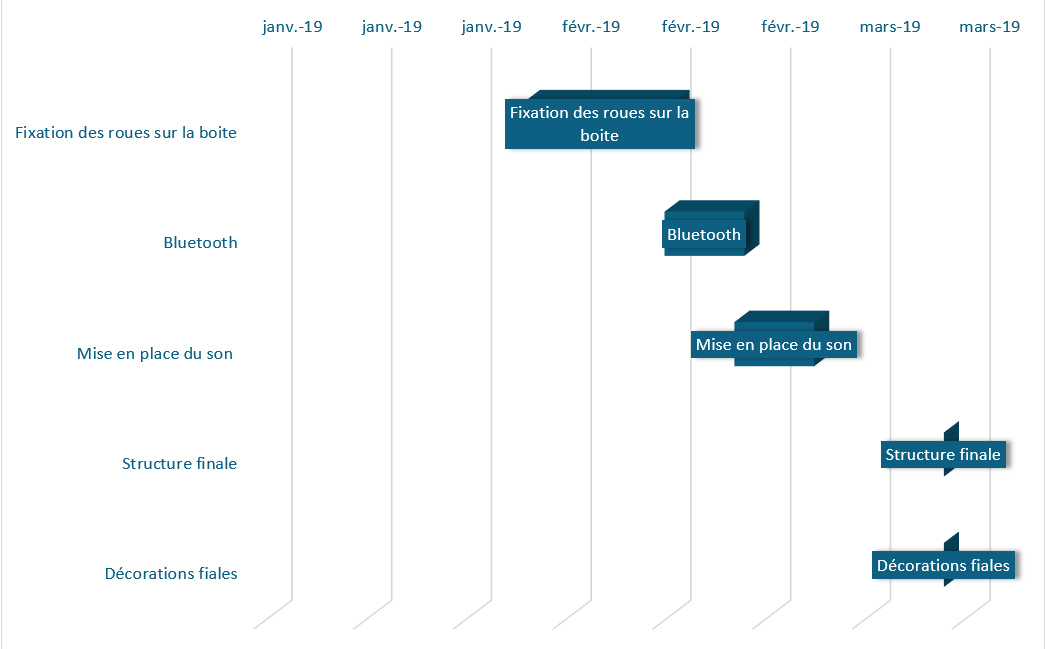 janv.-19 janv.-19 janv.-19 févr.-19 févr.-19 févr.-19 mars-19 mars-19
Fixation des roues sur la boite
Fixation des roues sur la
boite
Bluetooth
Bluetooth
Mise en place du son
Mise en place du son
Structure finale
Structure finale
Décorations fiales
Décorations fiales